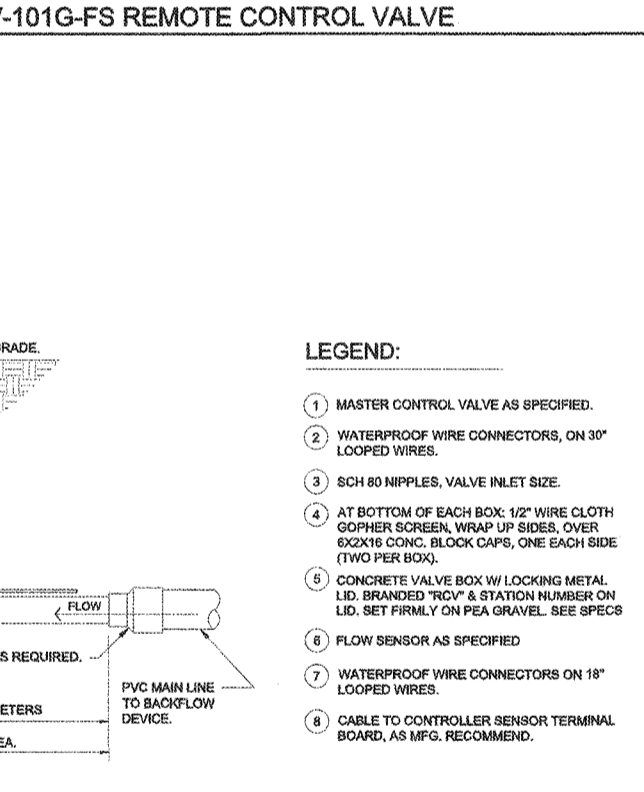 -101G-FS REMOTE CONTROL VALVE
GRADE.
FLOW
S REQUIRED.
PVC MAIN LINE
TO BACKFLOW
DEVICE.
ETERS
EA.
LEGEND:
1 MASTER CONTROL VALVE AS SPECIFIED.
2 WATERPROOF WIRE CONNECTORS, ON 30"
LOOPED WIRES.
3 SCH 80 NIPPLES, VALVE INLET SIZE.
4 AT BOTTOM OF EACH BOX: 1/2" WIRE CLOTH
GOPHER SCREEN, WRAP UP SIDES, OVER
6X2X16 CONC. BLOCK CAPS, ONE EACH SIDE
(TWO PER BOX).
5 CONCRETE VALVE BOX W/ LOCKING METAL
LID. BRANDED "RCV" & STATION NUMBER ON
LID. SET FIRMLY ON PEA GRAVEL. SEE SPECS
6 FLOW SENSOR AS SPECIFIED
7 WATERPROOF WIRE CONNECTORS ON 18"
LOOPED WIRES.
8 CABLE TO CONTROLLER SENSOR TERMINAL
BOARD, AS MFG. RECOMMEND.